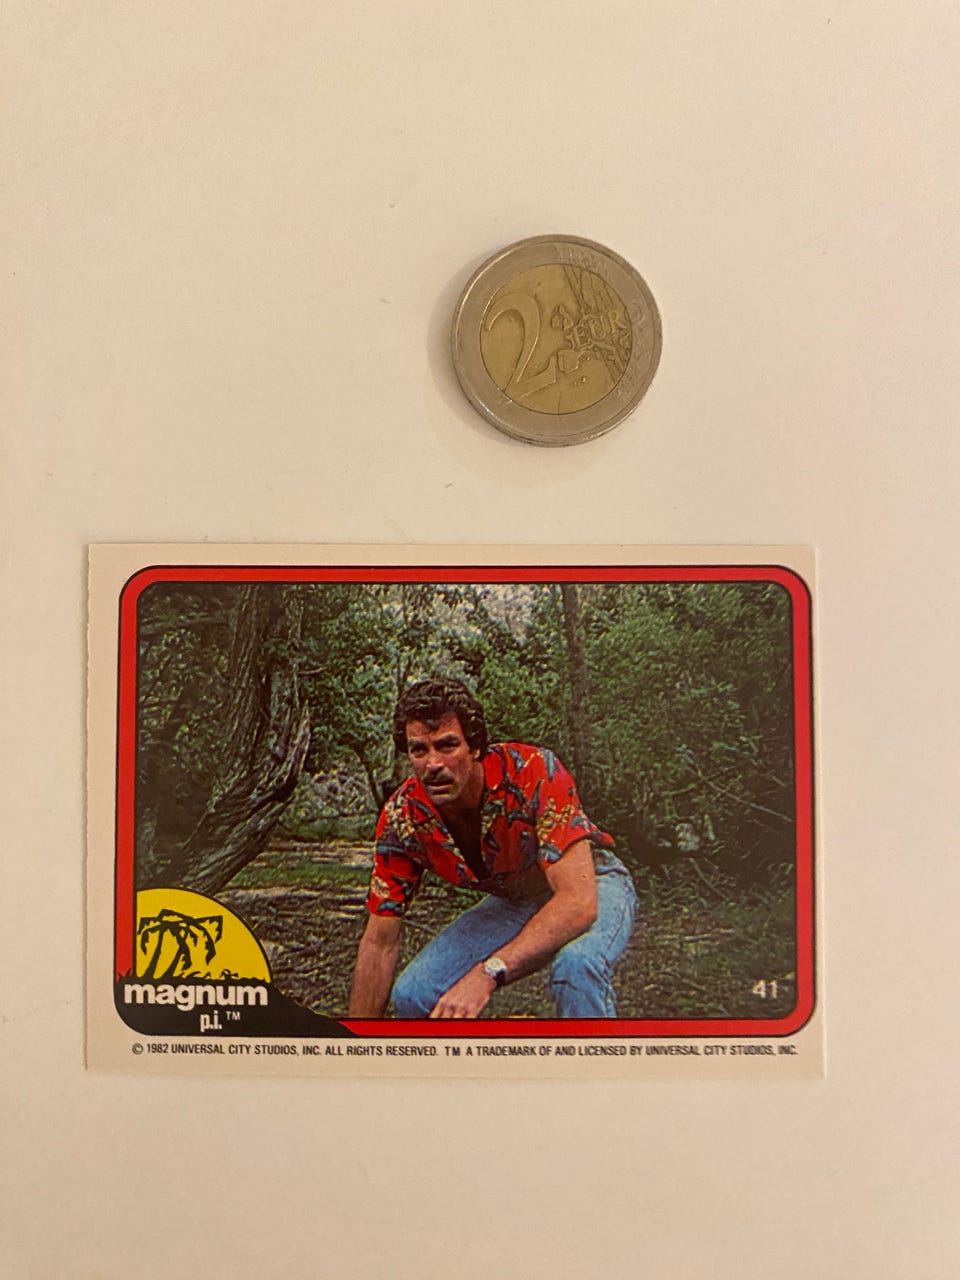 2
EURO
41
magnum
p.i.™
© 1982 UNIVERSAL CITY STUDIOS, INC. ALL RIGHTS RESERVED. TM A TRADEMARK OF AND LICENSED BY UNIVERSAL CITY STUDIOS, INC.